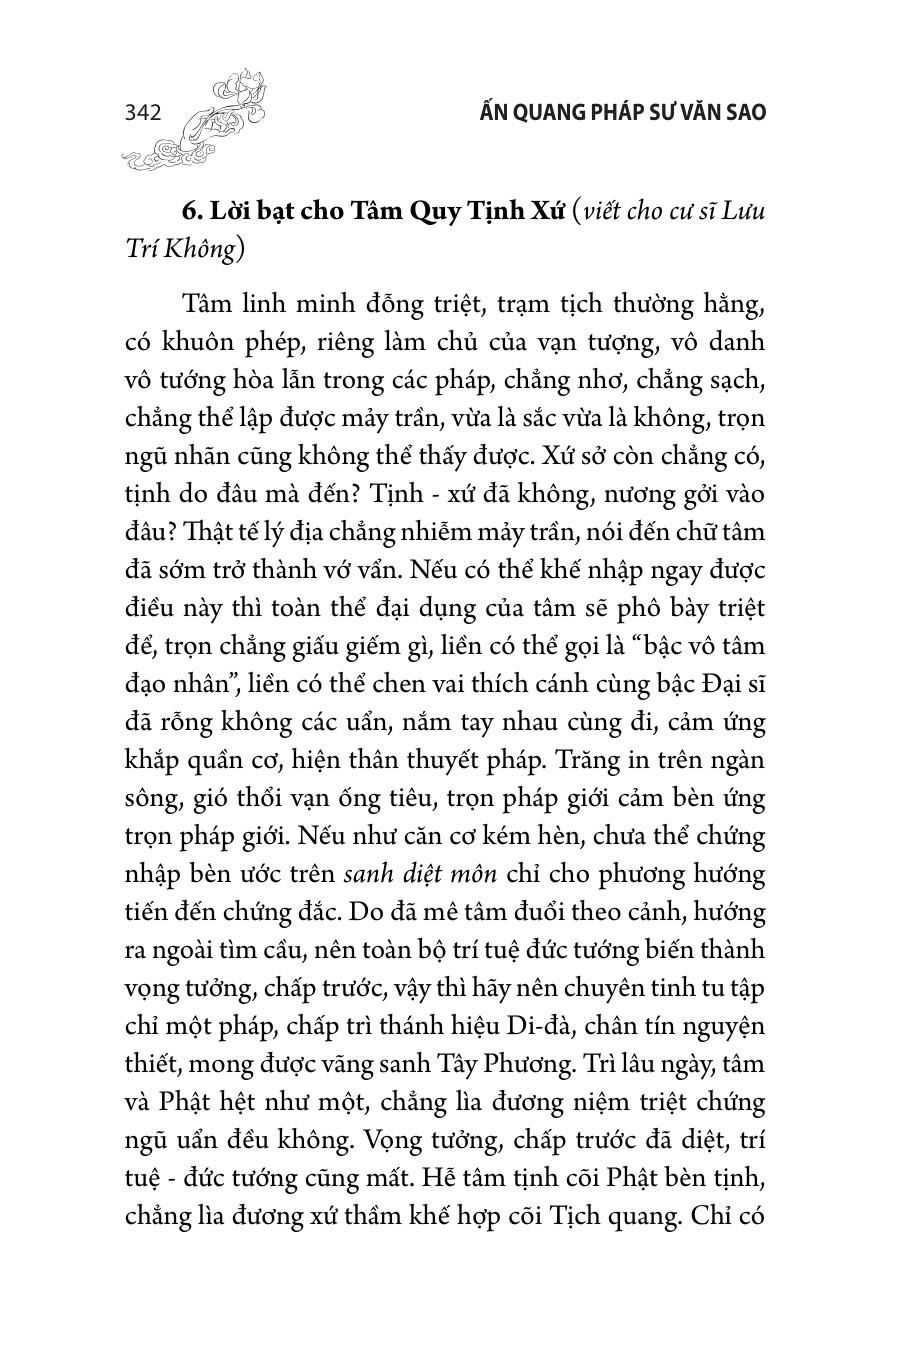 342
ẤN QUANG PHÁP SƯ VĂN SAO
6. Lời bạt cho Tâm Quy Tịnh Xứ (viết cho cư sĩ Lưu
Trí Không)
Tâm linh minh đỗng triệt, trạm tịch thường hằng,
có khuôn phép, riêng làm chủ của vạn tượng, vô danh
vô tướng hòa lẫn trong các pháp, chẳng nhơ, chẳng sạch,
chẳng thể lập được mảy trần, vừa là sắc vừa là không, trọn
ngũ nhãn cũng không thể thấy được. Xứ sở còn chẳng có,
tịnh do đâu mà đến? Tịnh - xứ đã không, nương gởi vào
đâu? Thật tế lý địa chẳng nhiễm mảy trần, nói đến chữ tâm
đã sớm trở thành vớ vẩn. Nếu có thể khế nhập ngay được
điều này thì toàn thể đại dụng của tâm sẽ phô bày triệt
để, trọn chẳng giấu giếm gì, liền có thể gọi là “bậc vô tâm
đạo nhân”, liền có thể chen vai thích cánh cùng bậc Đại sĩ
đã rỗng không các uẩn, nắm tay nhau cùng đi, cảm ứng
khắp quần cơ, hiện thân thuyết pháp. Trăng in trên ngàn
sông, gió thổi vạn ống tiêu, trọn pháp giới cảm bèn ứng
trọn pháp giới. Nếu như căn cơ kém hèn, chưa thể chứng
nhập bèn ước trên sanh diệt môn chỉ cho phương hướng
tiến đến chứng đắc. Do đã mê tâm đuổi theo cảnh, hướng
ra ngoài tìm cầu, nên toàn bộ trí tuệ đức tướng biến thành
vọng tưởng, chấp trước, vậy thì hãy nên chuyên tinh tu tập
chỉ một pháp, chấp trì thánh hiệu Di-đà, chân tín nguyện
thiết, mong được vãng sanh Tây Phương. Trì lâu ngày, tâm
và Phật hệt như một, chẳng lìa đương niệm triệt chứng
ngũ uẩn đều không. Vọng tưởng, chấp trước đã diệt, trí
tuệ - đức tướng cũng mất. Hễ tâm tịnh cõi Phật bèn tịnh,
chẳng lìa đương xứ thầm khế hợp cõi Tịch quang. Chỉ có